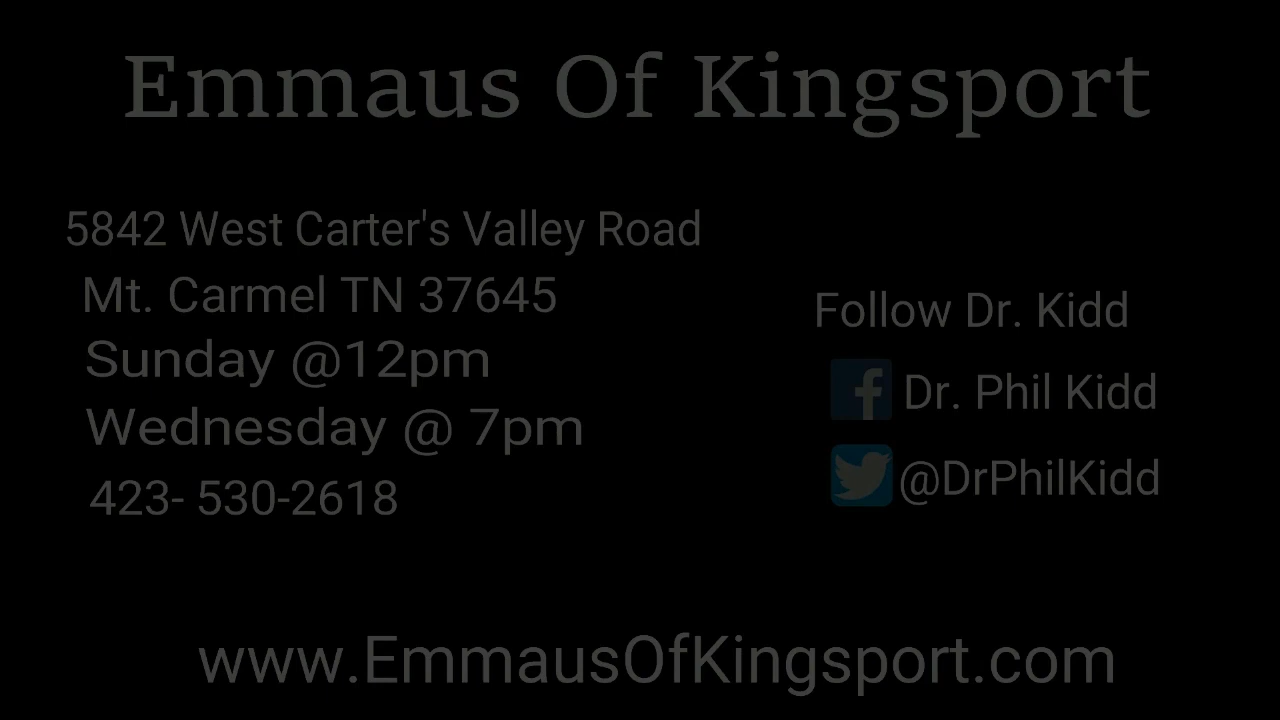 Emmaus Of Kingsport
5842 West Carter's Valley Road
Mt. Carmel TN 37645
Sunday @12pm
Wednesday @ 7pm
423- 530-2618
Follow Dr. Kidd
f Dr. Phil Kidd
@DrPhilKidd
www.EmmausOfKingsport.com